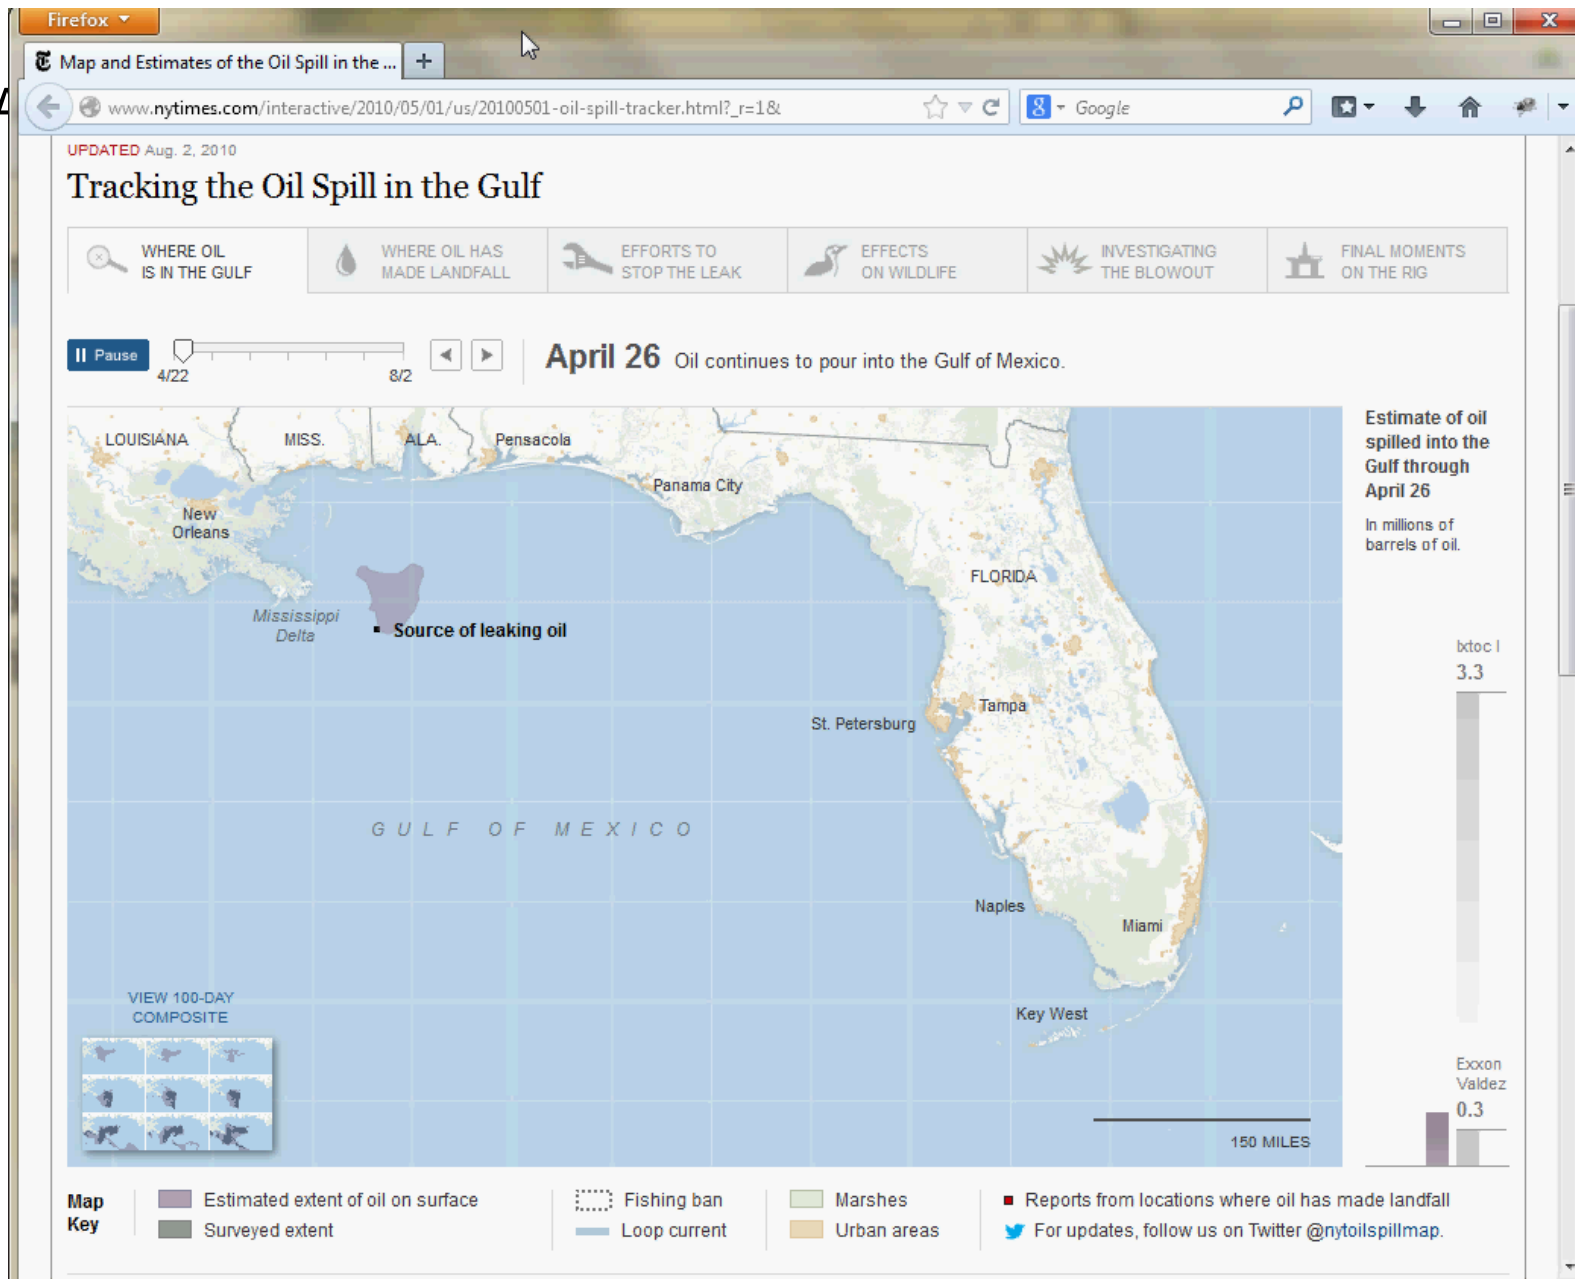 Firefox
Map and Estimates of the Oil Spill in the ...
www.nytimes.com/interactive/2010/05/01/us/20100501-oil-spill-tracker.html?_r=1&
Google
UPDATED Aug. 2, 2010
Tracking the Oil Spill in the Gulf
WHERE OIL
IS IN THE GULF
WHERE OIL HAS
MADE LANDFALL
EFFORTS TO
STOP THE LEAK
EFFECTS
ON WILDLIFE
INVESTIGATING
THE BLOWOUT
FINAL MOMENTS
ON THE RIG
Pause
4/22
8/2
April 26 Oil continues to pour into the Gulf of Mexico.
LOUISIANA
MISS.
ALA.
Pensacola
Panama City
New
Orleans
FLORIDA
Mississippi
Delta
Source of leaking oil
Tampa
St. Petersburg
GULF OF MEXICO
Naples
Miami
Key West
VIEW 100-DAY
COMPOSITE
150 MILES
Estimate of oil
spilled into the
Gulf through
April 26
In millions of
barrels of oil.
Ixtoc I
3.3
Exxon
Valdez
0.3
Map
Key
Estimated extent of oil on surface
Surveyed extent
Fishing ban
Loop current
Marshes
Urban areas
Reports from locations where oil has made landfall
For updates, follow us on Twitter @nytoilspillmap.